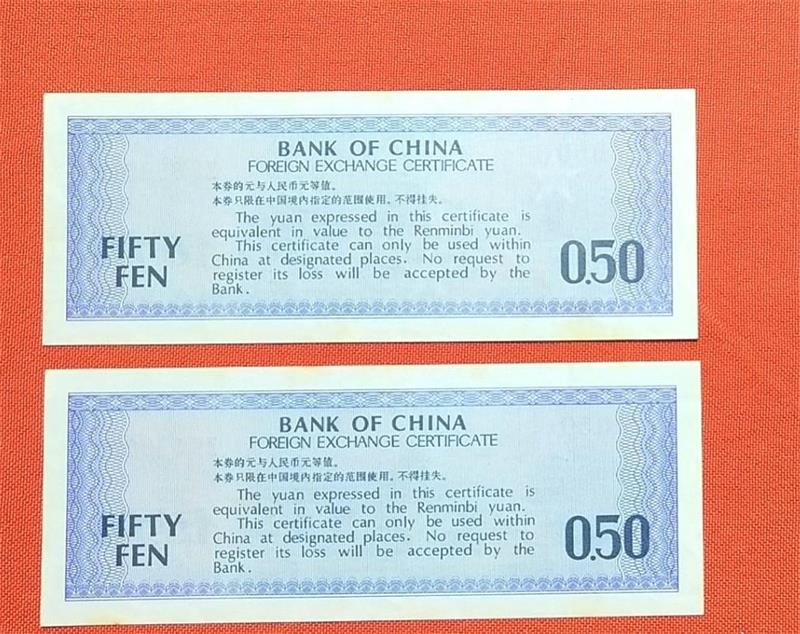 BANK OF CHINA
FOREIGN EXCHANGE CERTIFICATE
本券的元与人民币元等值。
本券只限在中国境内指定的范围使用。不得挂失。
The yuan expressed in this certificate is
equivalent in value to the Renminbi yuan.
This certificate can only be used within
China at designated places. No request to
register its loss will be accepted by the
Bank.
FIFTY
FEN
0.50
BANK OF CHINA
FOREIGN EXCHANGE CERTIFICATE
本券的元与人民币元等值。
本券只限在中国境内指定的范围使用。不得挂失。
The yuan expressed in this certificate is
equivalent in value to the Renminbi yuan.
This certificate can only be used within
China at designated places. No request to
register its loss will be accepted by the
Bank.
FIFTY
FEN
0.50